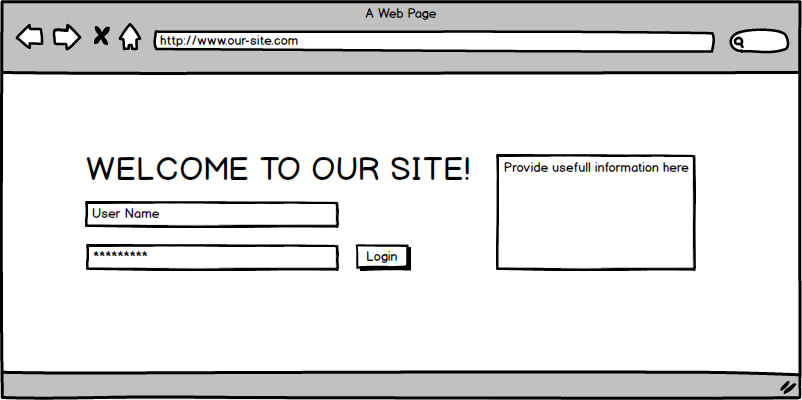 A Web Page
http://www.our-site.com
WELCOME TO OUR SITE!
User Name
*********
Login
Provide usefull information here